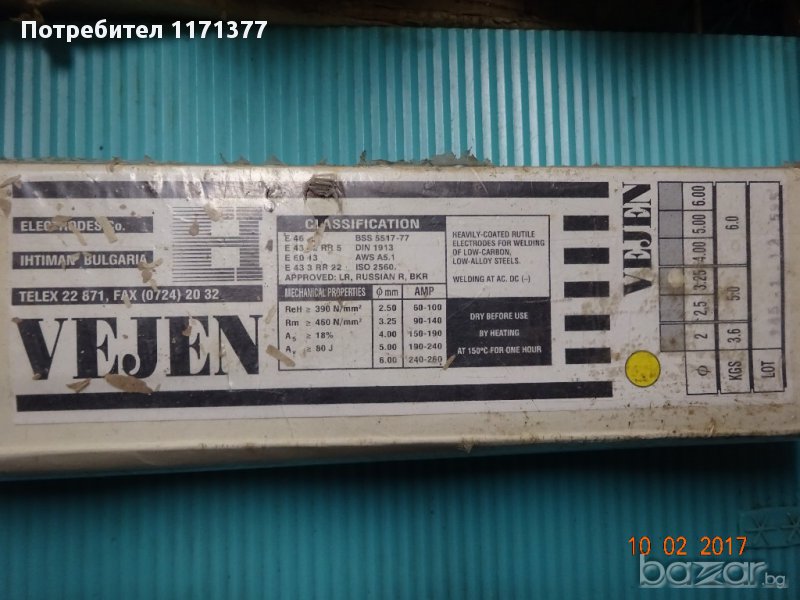 Потребител 1171377
ELECTRODES Co.
IHTIMAN BULGARIA
TELEX 22 871, FAX (0724) 20 32
VEJEN
CLASSIFICATION
E 46 BSS 5517-77
E 43 RR 5 DIN 1913
E 60 13 AWS A5.1
E 43 3 RR 22 ISO 2560.
APPROVED: LR, RUSSIAN R, BKR
MECHANICAL PROPERTIES ϕ mm AMP
ReH ≥ 390 N/mm² 2.50 60-100
Rm ≥ 460 N/mm² 3.25 90-140
A ≥ 18% 4.00 150-190
A ≥ 80 J 5.00 190-240
6.00 240-260
HEAVILY-COATED RUTILE
ELECTRODES FOR WELDING
OF LOW-CARBON,
LOW-ALLOY STEELS.
WELDING AT AC. DC (–)
DRY BEFORE USE
BY HEATING
AT 150°C FOR ONE HOUR
VEJEN
ϕ 2 2,5 3.25 4.00 5.00 6.00
KGS 3,6 5.0 6.0
LOT
10 02 2017
bazar.bg